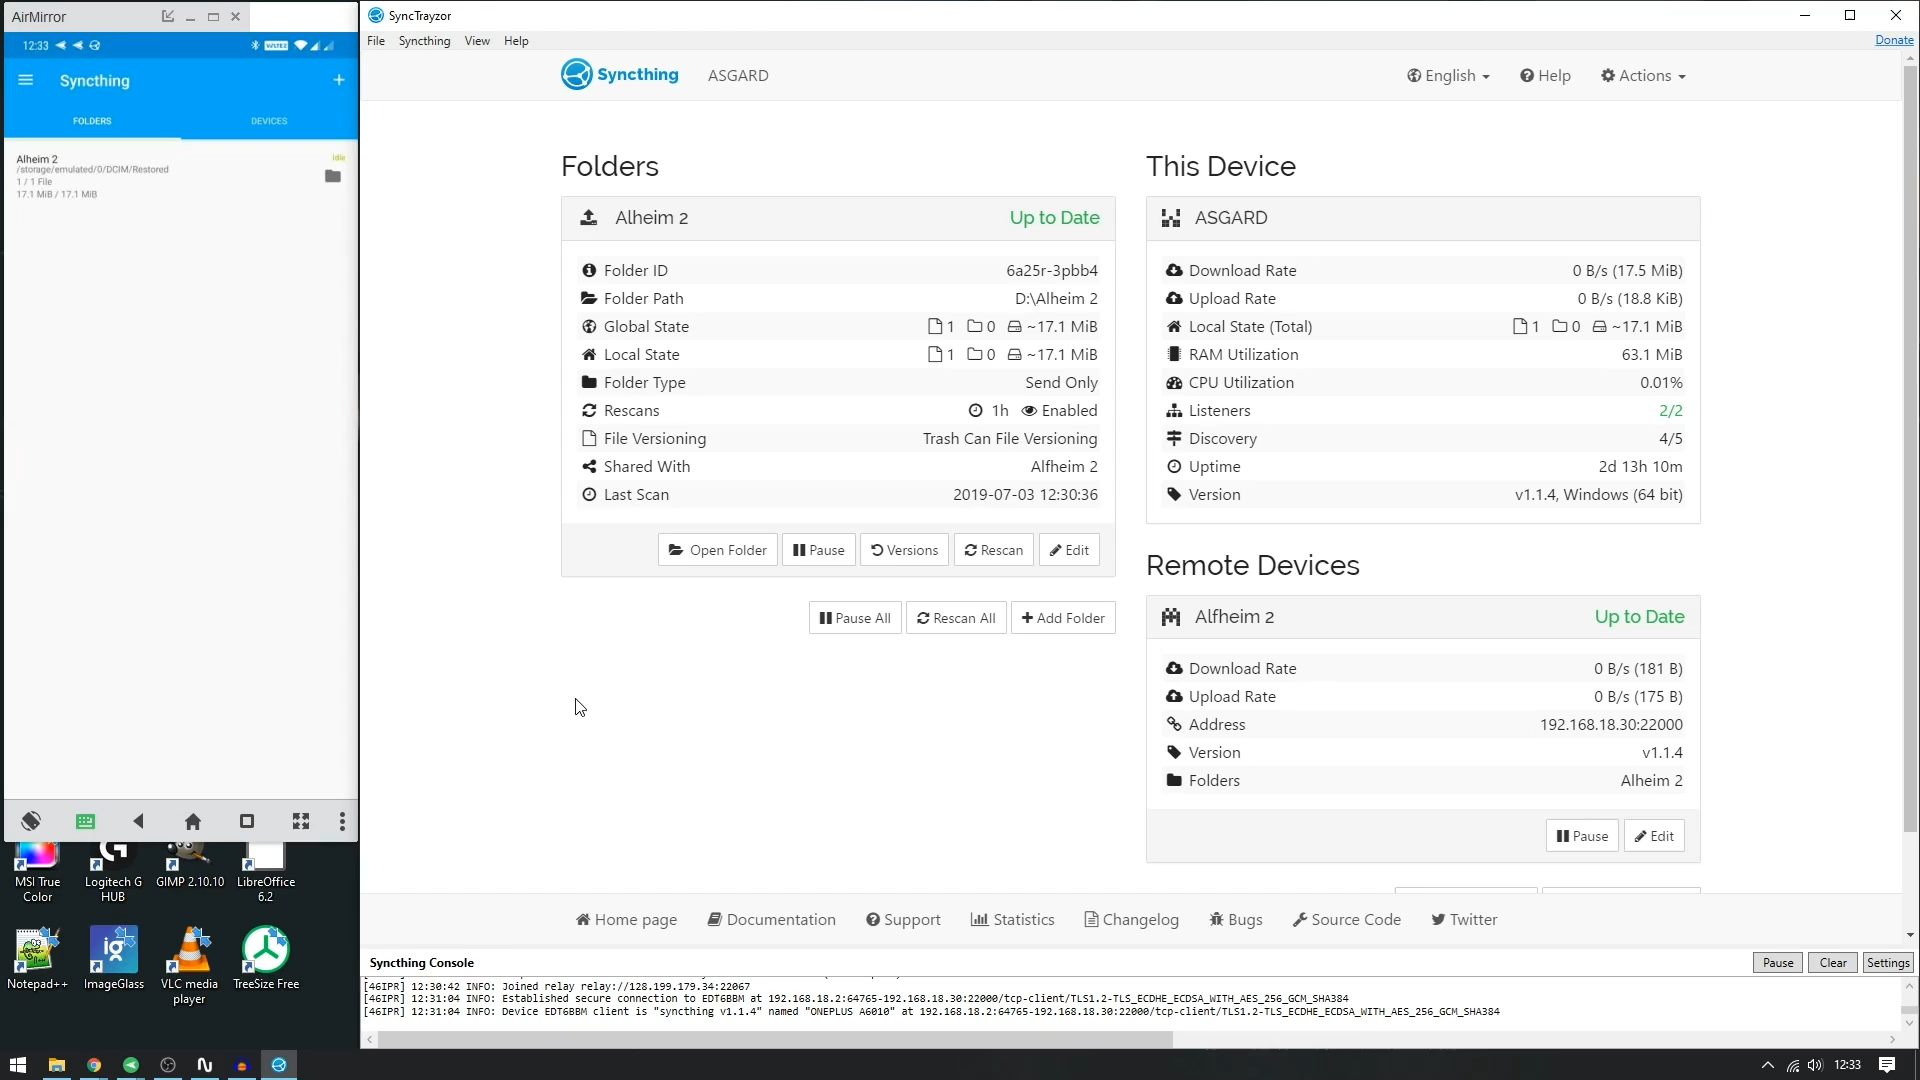 AirMirror
12:33
VoLTE2
Syncthing
+
FOLDERS
DEVICES
Alheim 2
Idle
/storage/emulated/0/DCIM/Restored
1 / 1 File
17.1 MiB / 17.1 MiB
MSI True Color
Logitech G HUB
GIMP 2.10.10
LibreOffice 6.2
Notepad++
ImageGlass
VLC media player
TreeSize Free
SyncTrayzor
File Syncthing View Help
Donate
Syncthing ASGARD
English Help Actions
Folders
Alheim 2 Up to Date
Folder ID 6a25r-3pbb4
Folder Path D:\Alheim 2
Global State 1 0 ~17.1 MiB
Local State 1 0 ~17.1 MiB
Folder Type Send Only
Rescans 1h Enabled
File Versioning Trash Can File Versioning
Shared With Alfheim 2
Last Scan 2019-07-03 12:30:36
Open Folder Pause Versions Rescan Edit
Pause All Rescan All + Add Folder
This Device
ASGARD
Download Rate 0 B/s (17.5 MiB)
Upload Rate 0 B/s (18.8 KiB)
Local State (Total) 1 0 ~17.1 MiB
RAM Utilization 63.1 MiB
CPU Utilization 0.01%
Listeners 2/2
Discovery 4/5
Uptime 2d 13h 10m
Version v1.1.4, Windows (64 bit)
Remote Devices
Alfheim 2 Up to Date
Download Rate 0 B/s (181 B)
Upload Rate 0 B/s (175 B)
Address 192.168.18.30:22000
Version v1.1.4
Folders Alheim 2
Pause Edit
Home page Documentation Support Statistics Changelog Bugs Source Code Twitter
Syncthing Console
Pause Clear Settings
[46IPR] 12:30:42 INFO: Joined relay relay://128.199.179.34:22067
[46IPR] 12:31:04 INFO: Established secure connection to EDT6BBM at 192.168.18.2:64765-192.168.18.30:22000/tcp-client/TLS1.2-TLS_ECDHE_ECDSA_WITH_AES_256_GCM_SHA384
[46IPR] 12:31:04 INFO: Device EDT6BBM client is "syncthing v1.1.4" named "ONEPLUS A6010" at 192.168.18.2:64765-192.168.18.30:22000/tcp-client/TLS1.2-TLS_ECDHE_ECDSA_WITH_AES_256_GCM_SHA384
12:33